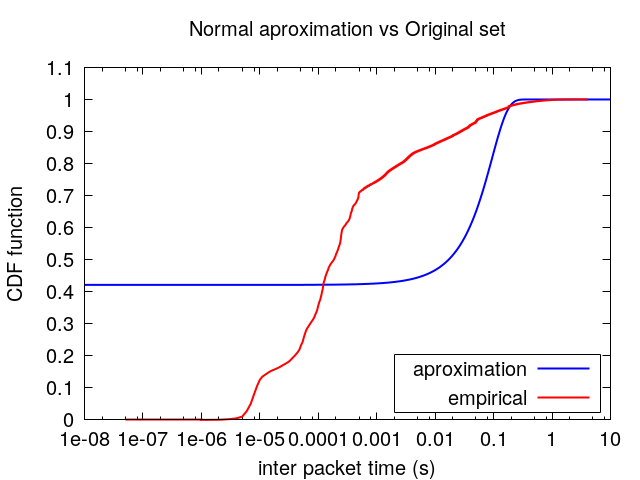 Normal aproximation vs Original set
1.1
1
0.9
0.8
0.7
0.6
0.5
0.4
0.3
0.2
0.1
0
CDF function
aproximation
empirical
1e-08 1e-07 1e-06 1e-05 0.0001 0.001 0.01 0.1 1 10
inter packet time (s)